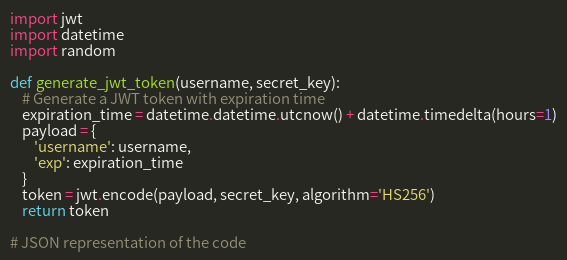 import jwt
import datetime
import random

def generate_jwt_token(username, secret_key):
    # Generate a JWT token with expiration time
    expiration_time = datetime.datetime.utcnow() + datetime.timedelta(hours=1)
    payload = {
        'username': username,
        'exp': expiration_time
    }
    token = jwt.encode(payload, secret_key, algorithm='HS256')
    return token

# JSON representation of the code